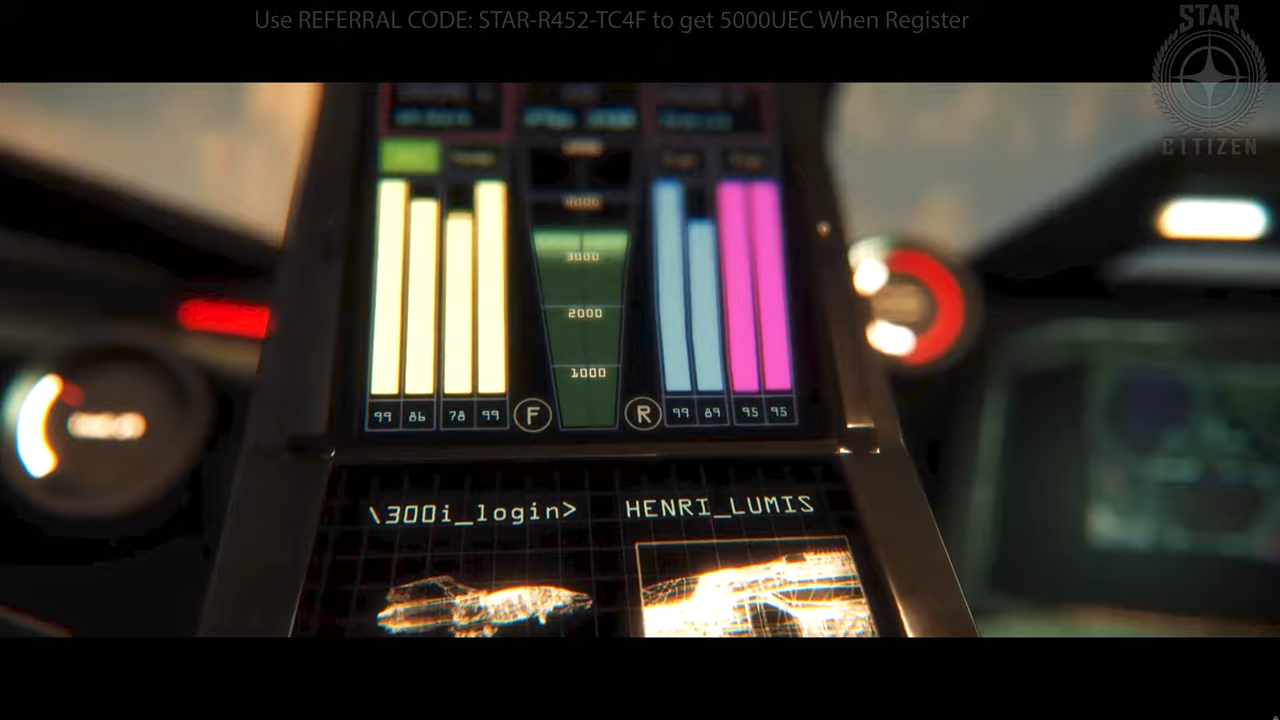 Use REFERRAL CODE: STAR-R452-TC4F to get 5000UEC When Register
STAR
CITIZEN
3000
2000
1000
99 86 78 99 F R 99 89 95 95
\300i_login> HENRI_LUMIS